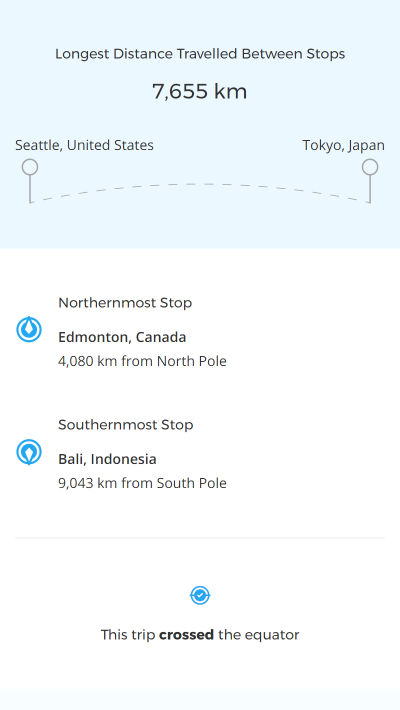 Longest Distance Travelled Between Stops
7,655 km
Seattle, United States
Tokyo, Japan
Northernmost Stop
Edmonton, Canada
4,080 km from North Pole
Southernmost Stop
Bali, Indonesia
9,043 km from South Pole
This trip crossed the equator